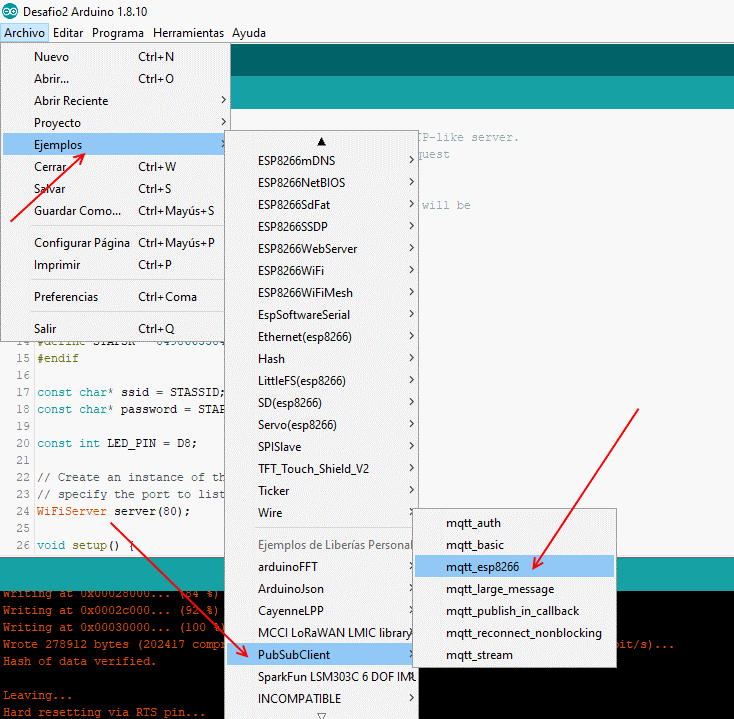 Desafio2 Arduino 1.8.10
Archivo Editar Programa Herramientas Ayuda
Nuevo Ctrl+N
Abrir... Ctrl+O
Abrir Reciente
Proyecto
Ejemplos
Cerrar Ctrl+W
Salvar Ctrl+S
Guardar Como... Ctrl+Mayús+S
Configurar Página Ctrl+Mayús+P
Imprimir Ctrl+P
Preferencias Ctrl+Coma
Salir Ctrl+Q
TP-like server.
quest
will be
ESP8266mDNS
ESP8266NetBIOS
ESP8266SdFat
ESP8266SSDP
ESP8266WebServer
ESP8266WiFi
ESP8266WiFiMesh
EspSoftwareSerial
Ethernet(esp8266)
Hash
LittleFS(esp8266)
SD(esp8266)
Servo(esp8266)
SPISlave
TFT_Touch_Shield_V2
Ticker
Wire
Ejemplos de Liberías Personal
arduinoFFT
ArduinoJson
CayenneLPP
MCCI LoRaWAN LMIC library
PubSubClient
SparkFun LSM303C 6 DOF IMU
INCOMPATIBLE
mqtt_auth
mqtt_basic
mqtt_esp8266
mqtt_large_message
mqtt_publish_in_callback
mqtt_reconnect_nonblocking
mqtt_stream
14 #define STAPSK
15 #endif
16
17 const char* ssid = STASSID;
18 const char* password = STAP
19
20 const int LED_PIN = D8;
21
22 // Create an instance of th
23 // specify the port to list
24 WiFiServer server(80);
25
26 void setup() {
Writing at 0x00028000... (84 %)
Writing at 0x0002c000... (92 %)
Writing at 0x00030000... (100 %)
Wrote 278912 bytes (202417 compr bit/s)...
Hash of data verified.
Leaving...
Hard resetting via RTS pin...